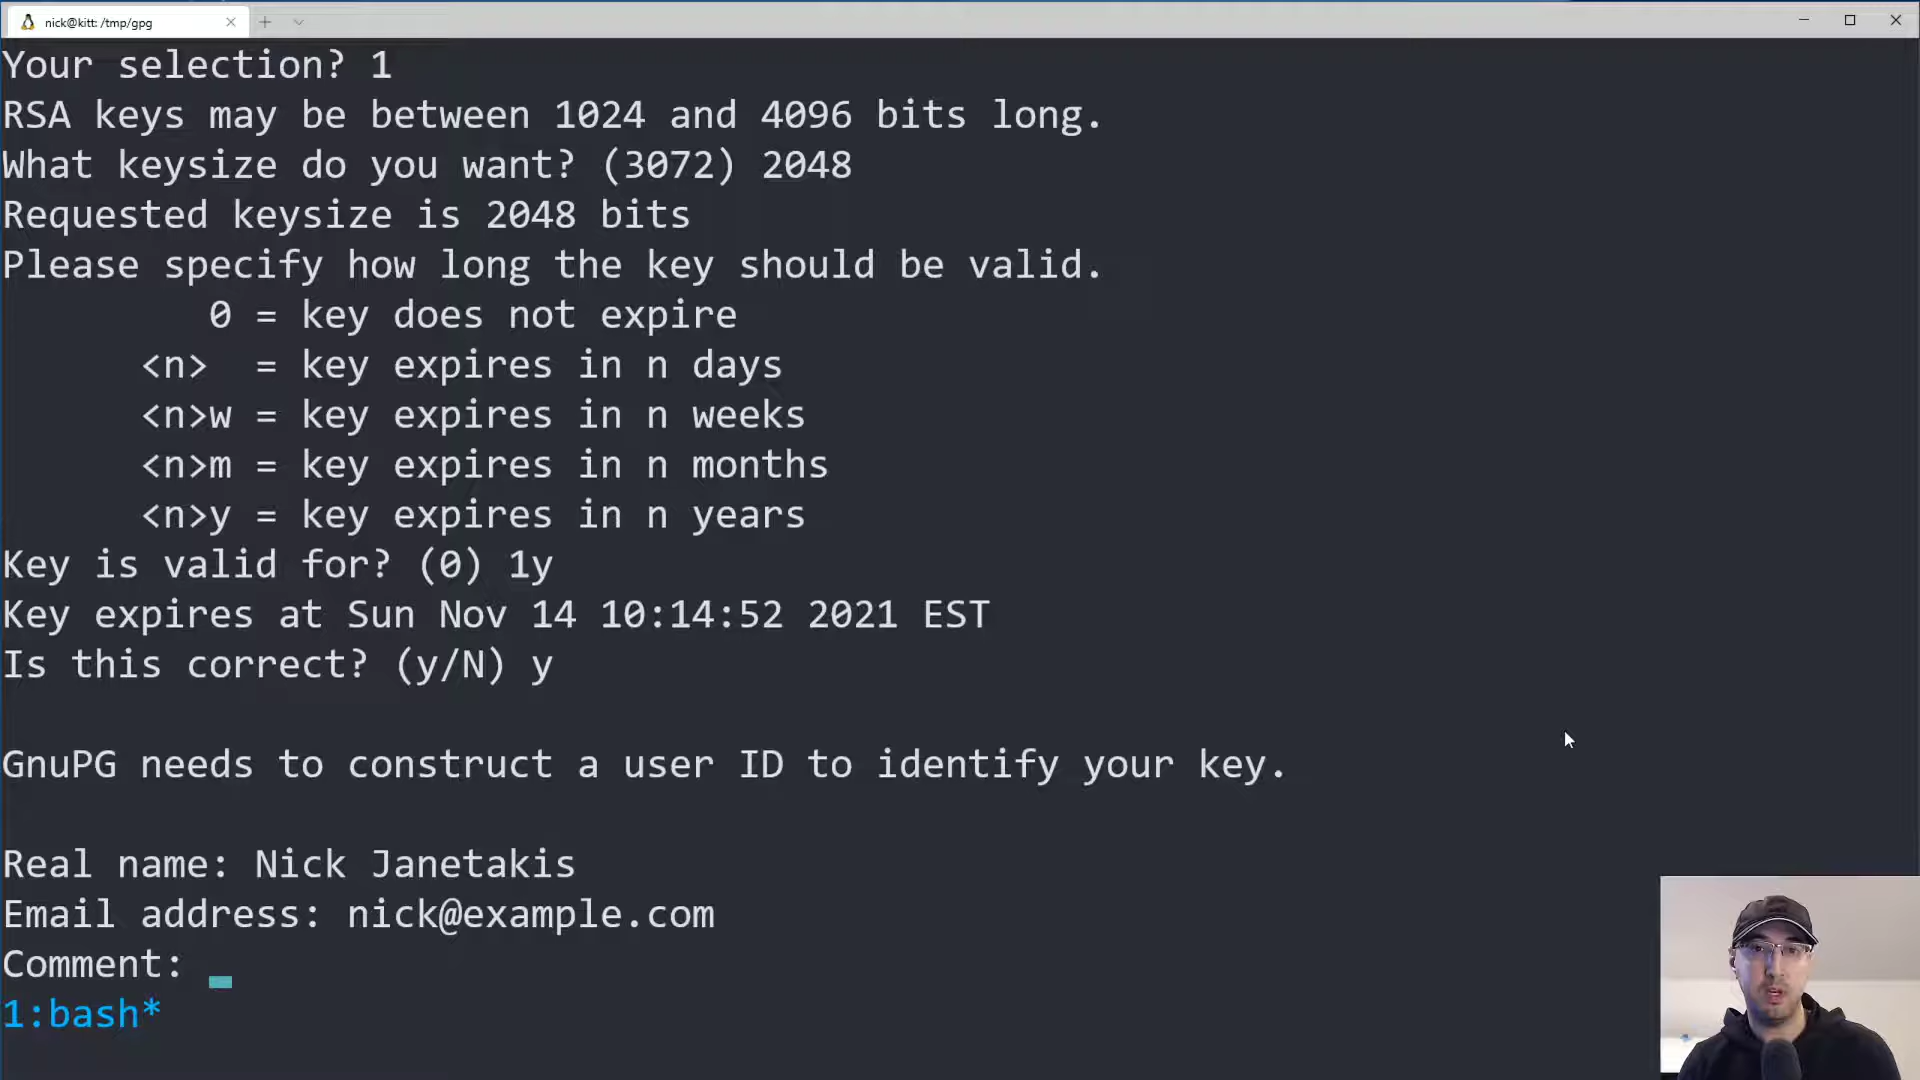 nick@kitt: /tmp/gpg
Your selection? 1
RSA keys may be between 1024 and 4096 bits long.
What keysize do you want? (3072) 2048
Requested keysize is 2048 bits
Please specify how long the key should be valid.
0 = key does not expire
<n>  = key expires in n days
<n>w = key expires in n weeks
<n>m = key expires in n months
<n>y = key expires in n years
Key is valid for? (0) 1y
Key expires at Sun Nov 14 10:14:52 2021 EST
Is this correct? (y/N) y
GnuPG needs to construct a user ID to identify your key.
Real name: Nick Janetakis
Email address: nick@example.com
Comment:
1:bash*